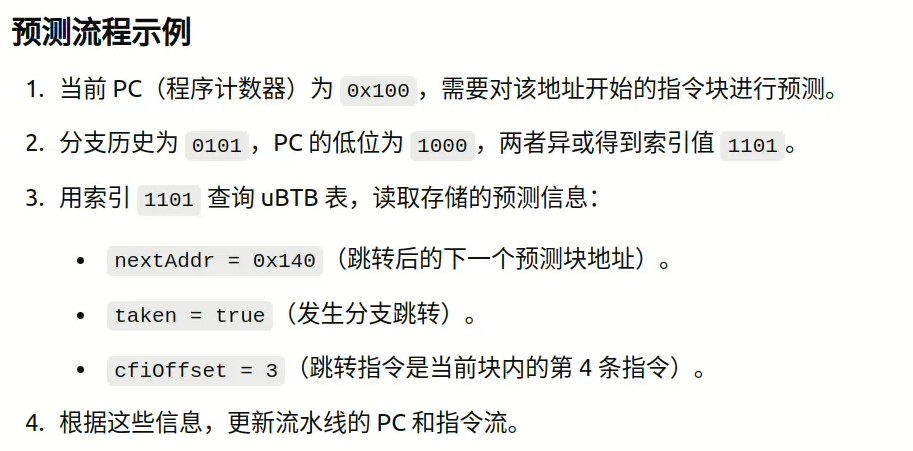 预测流程示例
1. 当前 PC（程序计数器）为 0x100，需要对该地址开始的指令块进行预测。
2. 分支历史为 0101，PC 的低位为 1000，两者异或得到索引值 1101。
3. 用索引 1101 查询 uBTB 表，读取存储的预测信息：
• nextAddr = 0x140（跳转后的下一个预测块地址）。
• taken = true（发生分支跳转）。
• cfiOffset = 3（跳转指令是当前块内的第 4 条指令）。
4. 根据这些信息，更新流水线的 PC 和指令流。